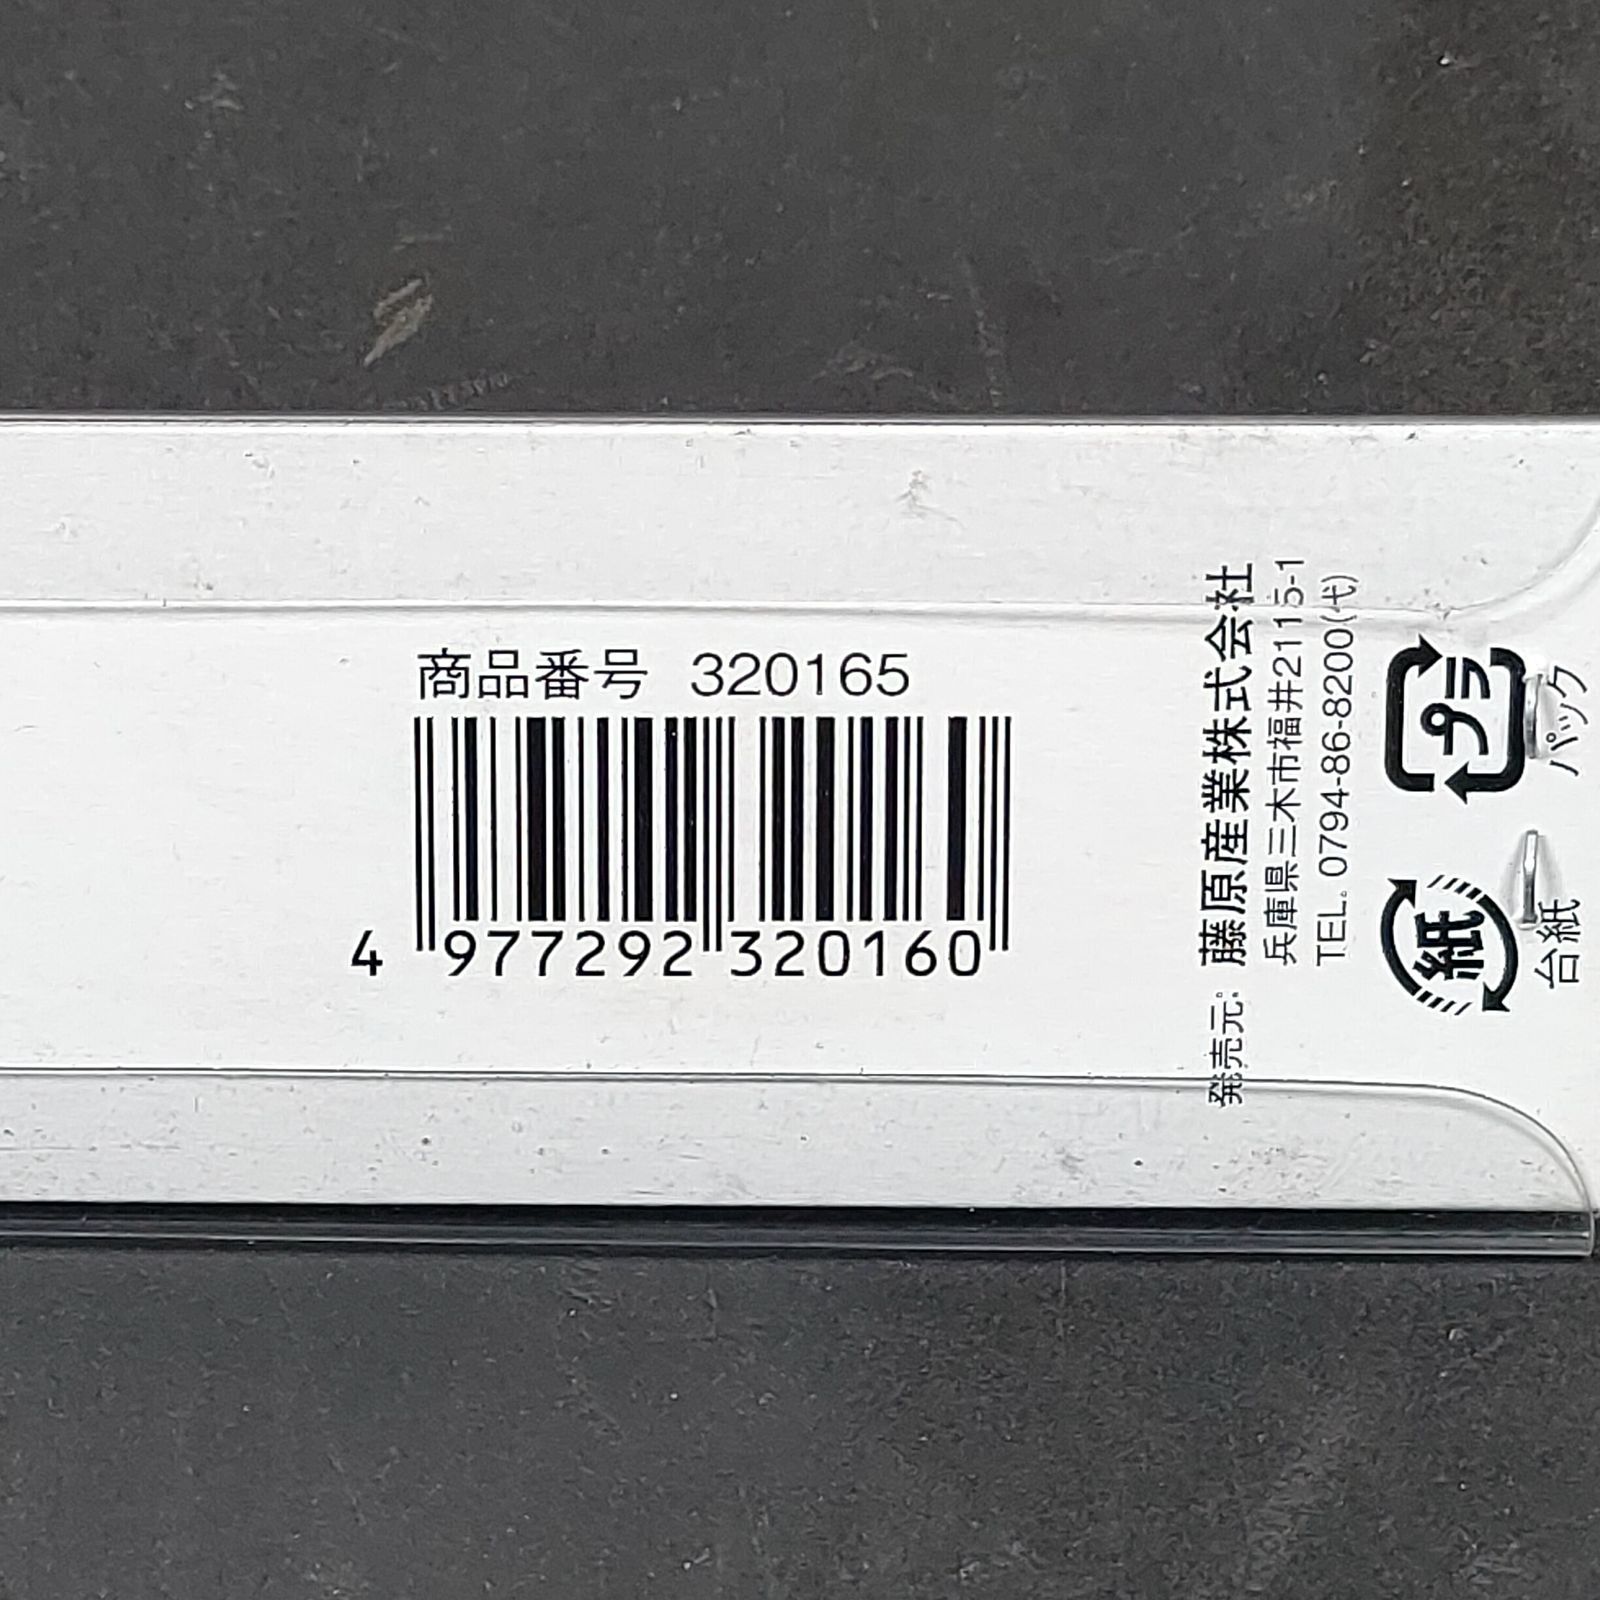 商品番号 320165
4 977292 320160
発売元: 藤原産業株式会社
兵庫県三木市福井2115-1
TEL. 0794-86-8200(代)
紙
台紙
プラ
パック